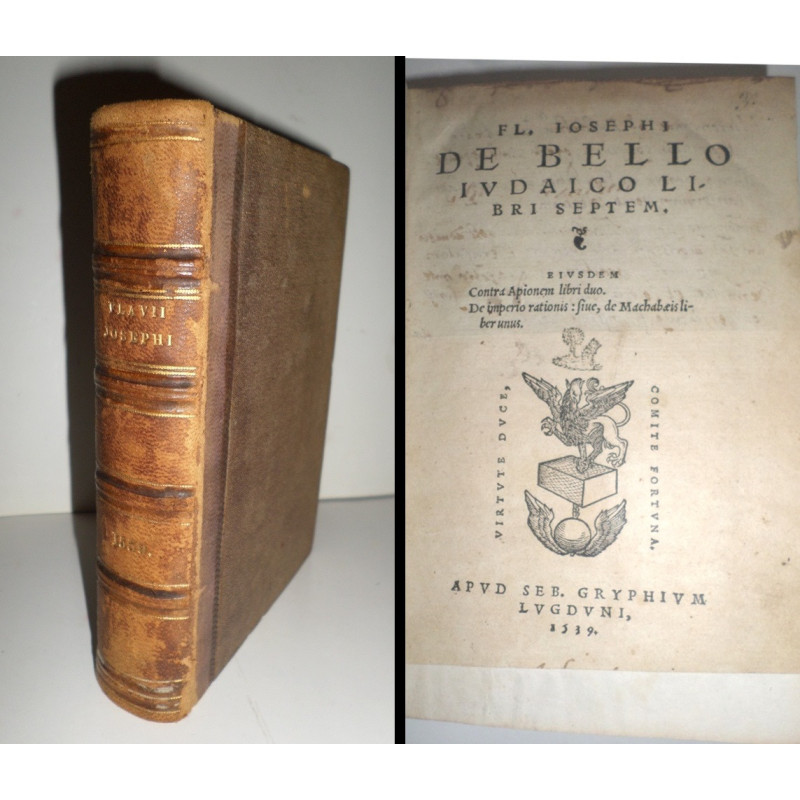 FLAVII
JOSEPHI
FL. IOSEPHI
DE BELLO
IVDAICO LI-
BRI SEPTEM.
EIVSDEM
Contra Apionem libri duo.
De imperio rationis: siue, de Machabæis li-
ber unus.
VIRTVTE DVCE,
COMITE FORTVNA.
APVD SEB. GRYPHIVM
LVGDVNI,
1539.